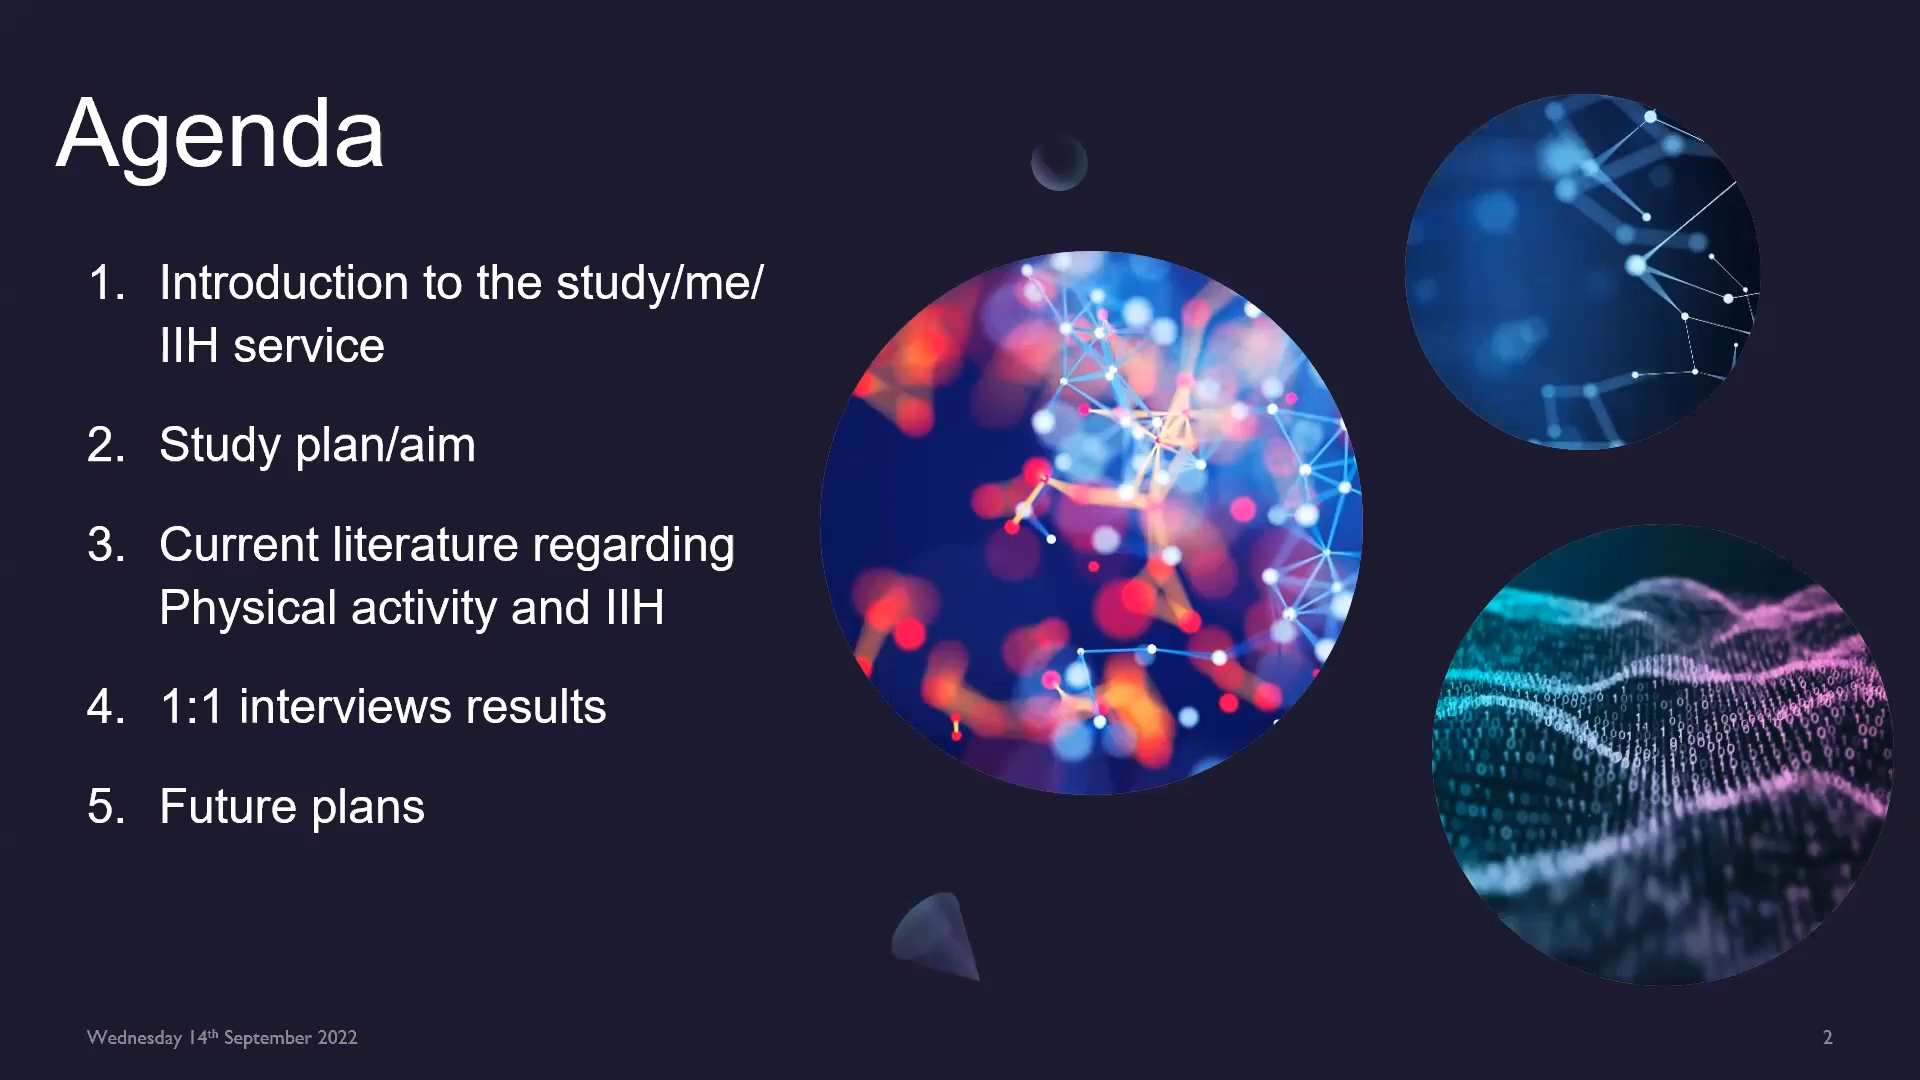 Agenda
1. Introduction to the study/me/
IIH service
2. Study plan/aim
3. Current literature regarding
Physical activity and IIH
4. 1:1 interviews results
5. Future plans
Wednesday 14th September 2022
2